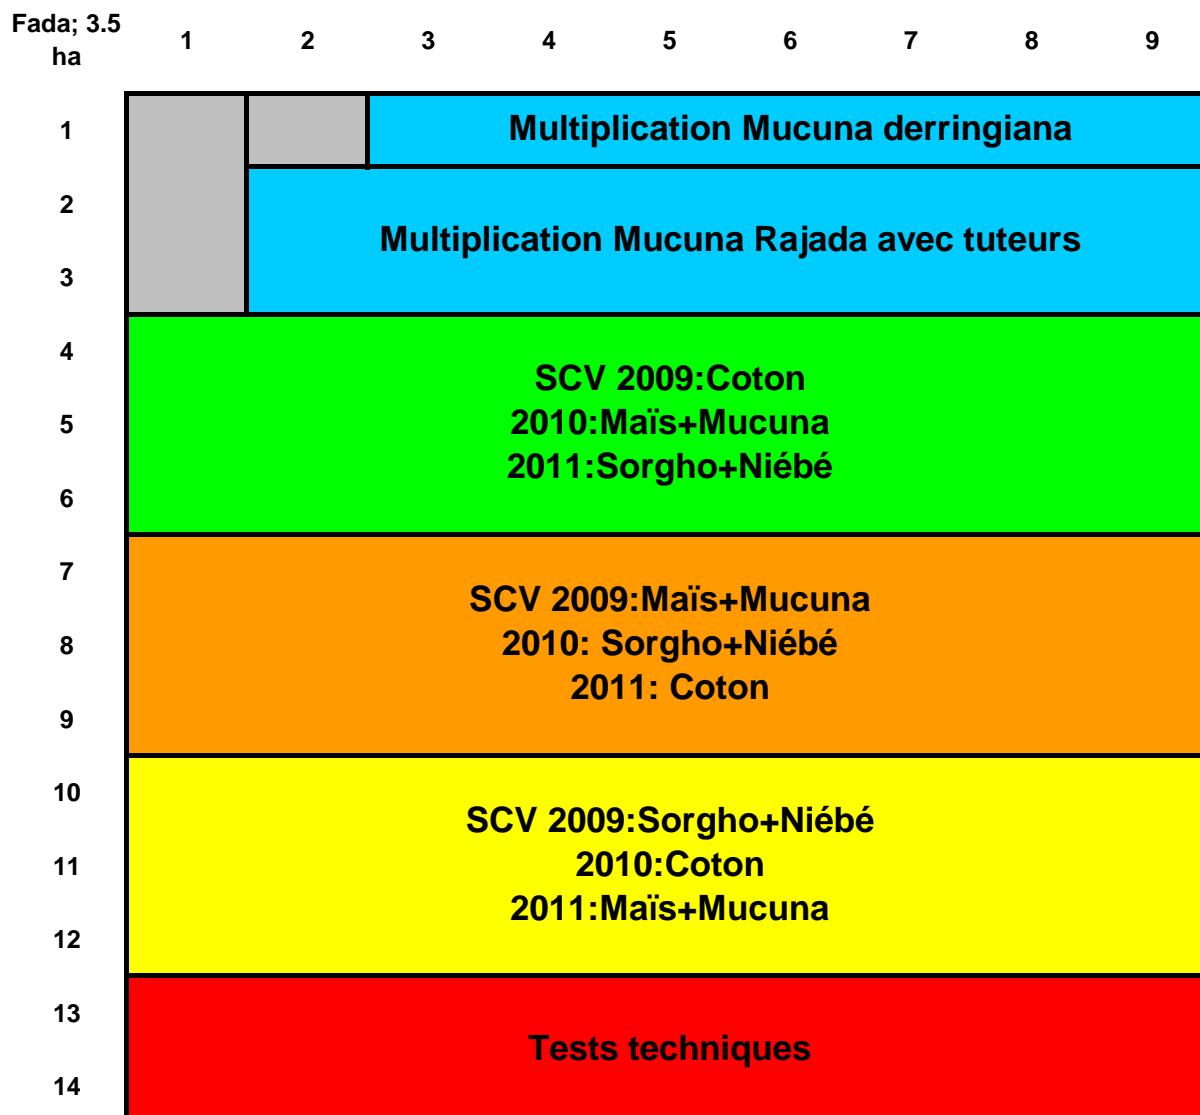 Fada; 3.5
ha
1 2 3 4 5 6 7 8 9
1
Multiplication Mucuna derringiana
2
Multiplication Mucuna Rajada avec tuteurs
3
4
SCV 2009:Coton
5
2010:Maïs+Mucuna
2011:Sorgho+Niébé
6
7
SCV 2009:Maïs+Mucuna
8
2010: Sorgho+Niébé
2011: Coton
9
10
SCV 2009:Sorgho+Niébé
11
2010:Coton
2011:Maïs+Mucuna
12
13
Tests techniques
14